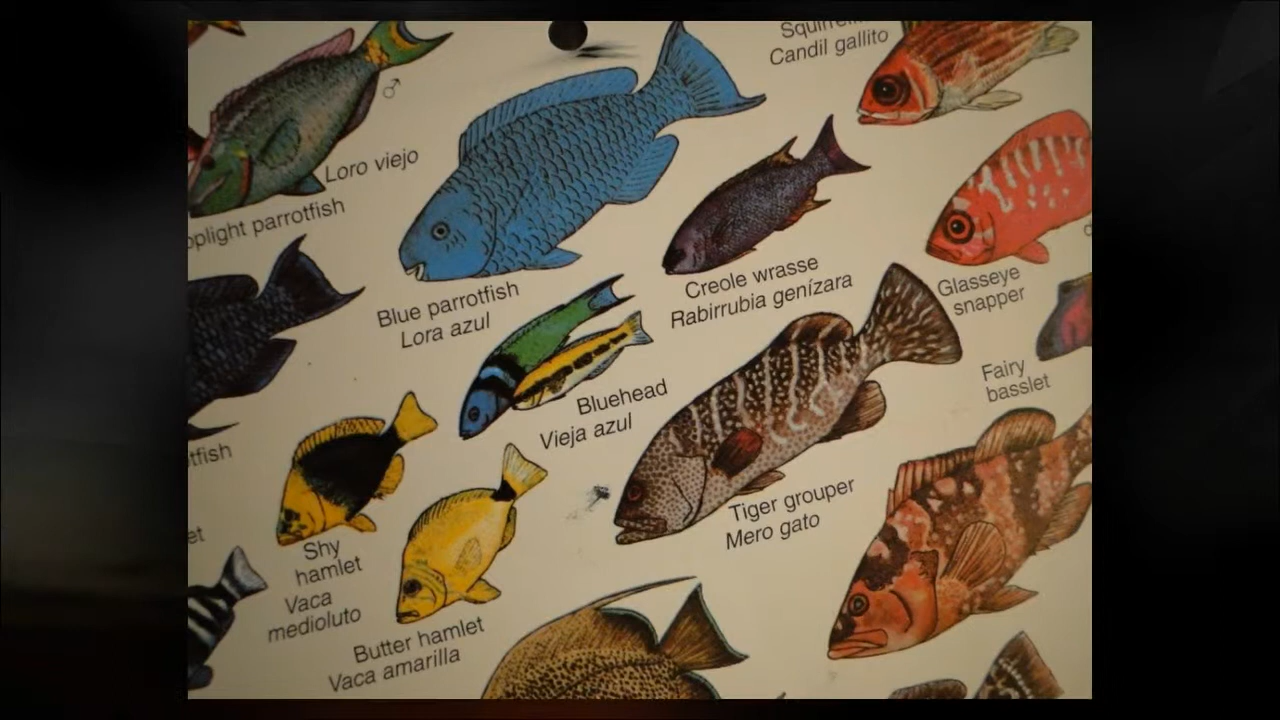 Candil gallito
Loro viejo
parrotfish
Blue parrotfish
Lora azul
Creole wrasse
Rabirrubia genízara
Glasseye
snapper
Fairy
basslet
Bluehead
Vieja azul
Tiger grouper
Mero gato
Shy
hamlet
Vaca
medioluto
Butter hamlet
Vaca amarilla